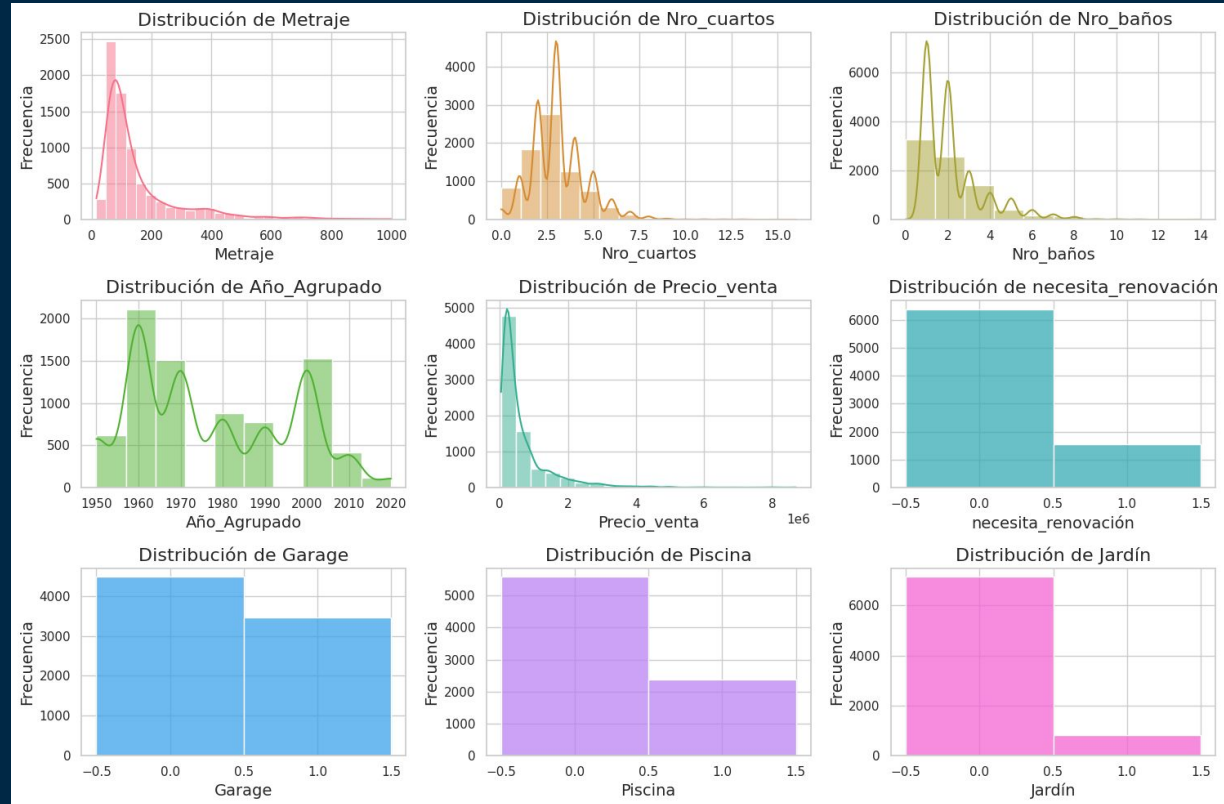 Distribución de Metraje
Frecuencia
2500
2000
1500
1000
500
0
0 200 400 600 800 1000
Metraje
Distribución de Nro_cuartos
Frecuencia
4000
3000
2000
1000
0
0.0 2.5 5.0 7.5 10.0 12.5 15.0
Nro_cuartos
Distribución de Nro_baños
Frecuencia
6000
4000
2000
0
0 2 4 6 8 10 12 14
Nro_baños
Distribución de Año_Agrupado
Frecuencia
2000
1500
1000
500
0
1950 1960 1970 1980 1990 2000 2010 2020
Año_Agrupado
Distribución de Precio_venta
Frecuencia
5000
4000
3000
2000
1000
0
0 2 4 6 8
1e6
Precio_venta
Distribución de necesita_renovación
Frecuencia
6000
5000
4000
3000
2000
1000
0
−0.5 0.0 0.5 1.0 1.5
necesita_renovación
Distribución de Garage
Frecuencia
4000
3000
2000
1000
0
−0.5 0.0 0.5 1.0 1.5
Garage
Distribución de Piscina
Frecuencia
5000
4000
3000
2000
1000
0
−0.5 0.0 0.5 1.0 1.5
Piscina
Distribución de Jardín
Frecuencia
6000
4000
2000
0
−0.5 0.0 0.5 1.0 1.5
Jardín